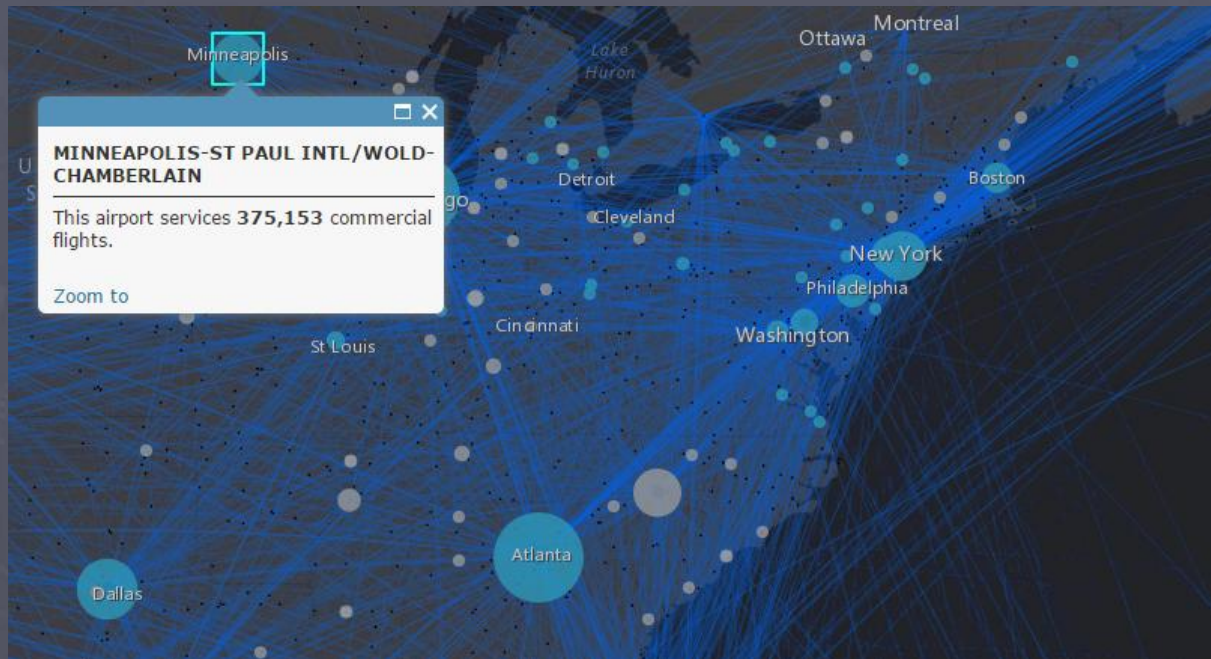 Montreal
Ottawa
Minneapolis
Lake
Huron
MINNEAPOLIS-ST PAUL INTL/WOLD-
CHAMBERLAIN
U
S
Detroit
Boston
go
This airport services 375,153 commercial
flights.
Cleveland
New York
Philadelphia
Zoom to
Cincinnati
Washington
St Louis
Atlanta
Dallas